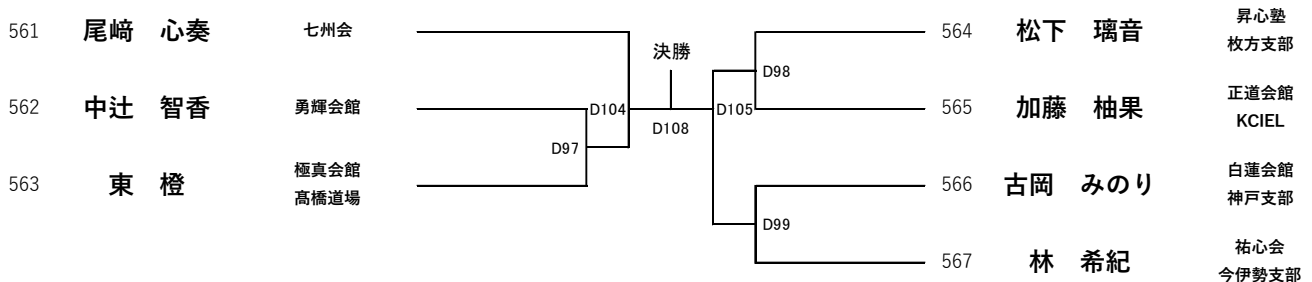 561 尾﨑 心奏 七州会
562 中辻 智香 勇輝会館
563 東 橙 極真会館
髙橋道場
D97
D104
決勝
D108
D105
D98
D99
564 松下 璃音 昇心塾
枚方支部
565 加藤 柚果 正道会館
KCIEL
566 古岡 みのり 白蓮会館
神戸支部
567 林 希紀 祐心会
今伊勢支部